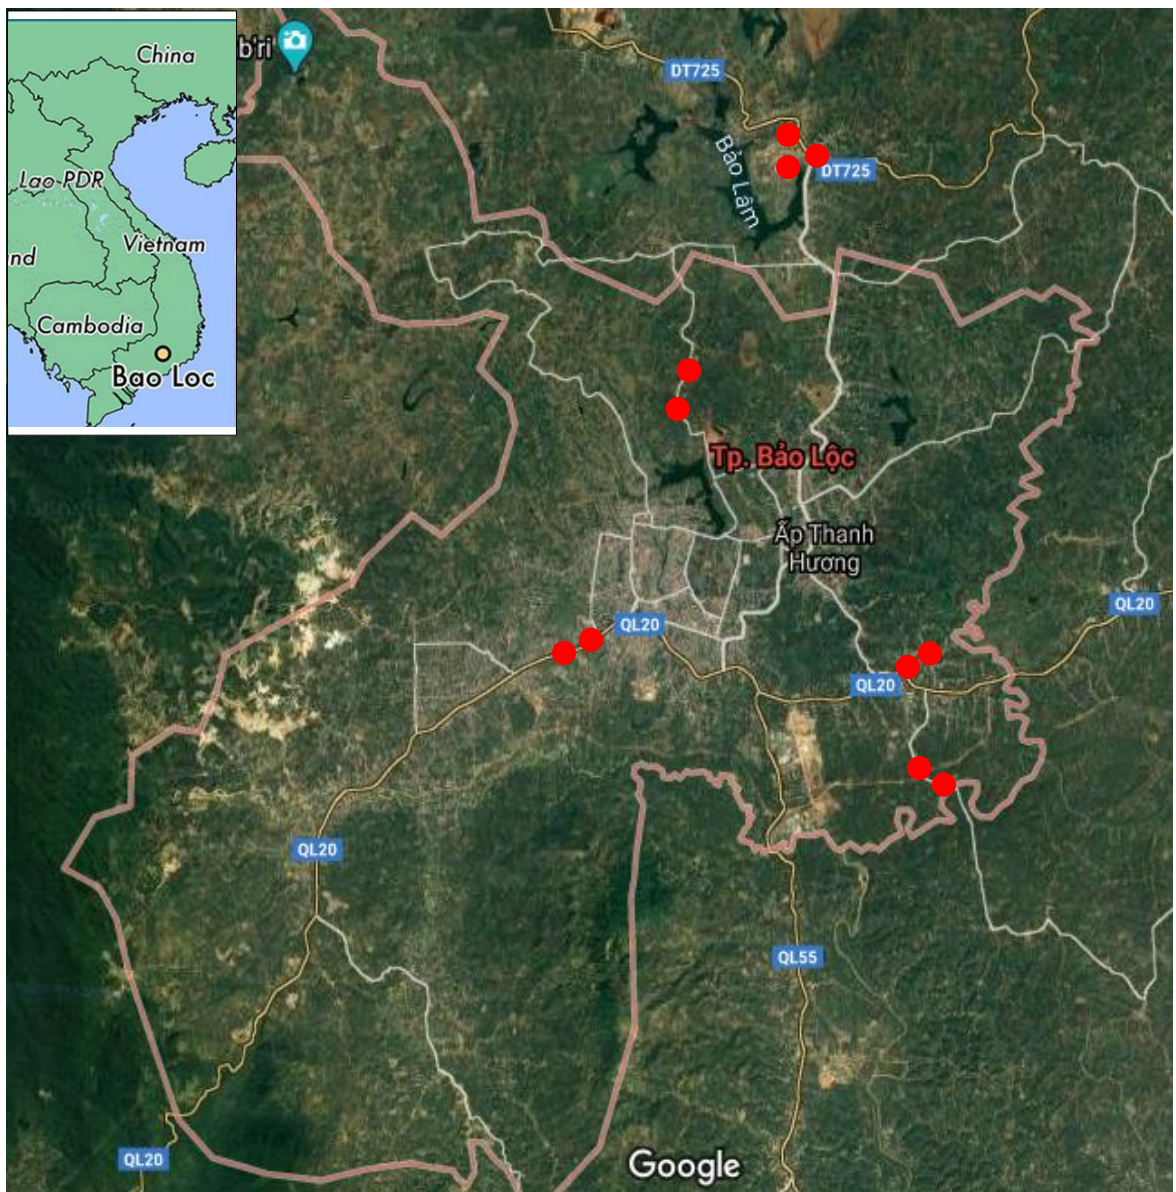 China
Lao PDR
nd
Vietnam
Cambodia
Bao Loc
b'ri
DT725
Bảo Lâm
DT725
Tp. Bảo Lộc
Ấp Thanh
Hương
QL20
QL20
QL20
QL20
QL55
QL20
Google